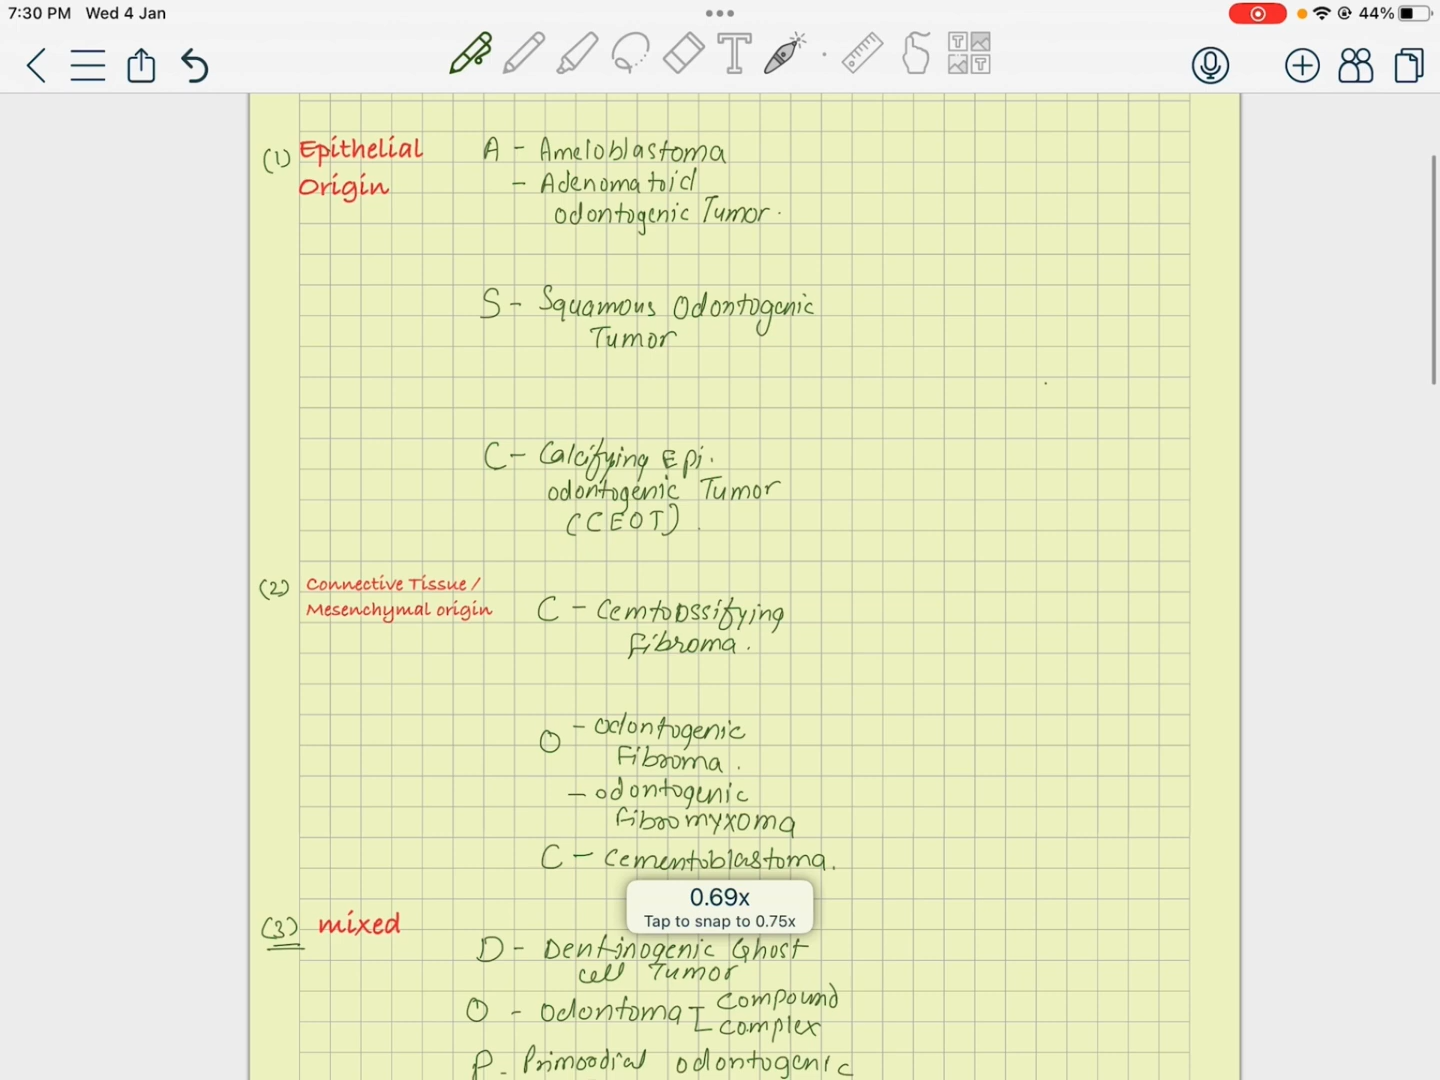 7:30 PM Wed 4 Jan
44%
(1) Epithelial Origin
A - Ameloblastoma
- Adenomatoid
odontogenic Tumor.
S - Squamous Odontogenic
Tumor
C - Calcifying Epi.
odontogenic Tumor
(CEOT).
(2) Connective Tissue /
Mesenchymal origin
C - Cemtoossifying
Fibroma.
O - odontogenic
Fibroma.
- odontogenic
Fibromyxoma
C - Cementoblastoma.
0.69x
Tap to snap to 0.75x
(3) mixed
D - Dentinogenic Ghost
cell Tumor
O - Odontoma - compound
complex
P - Primordial odontogenic